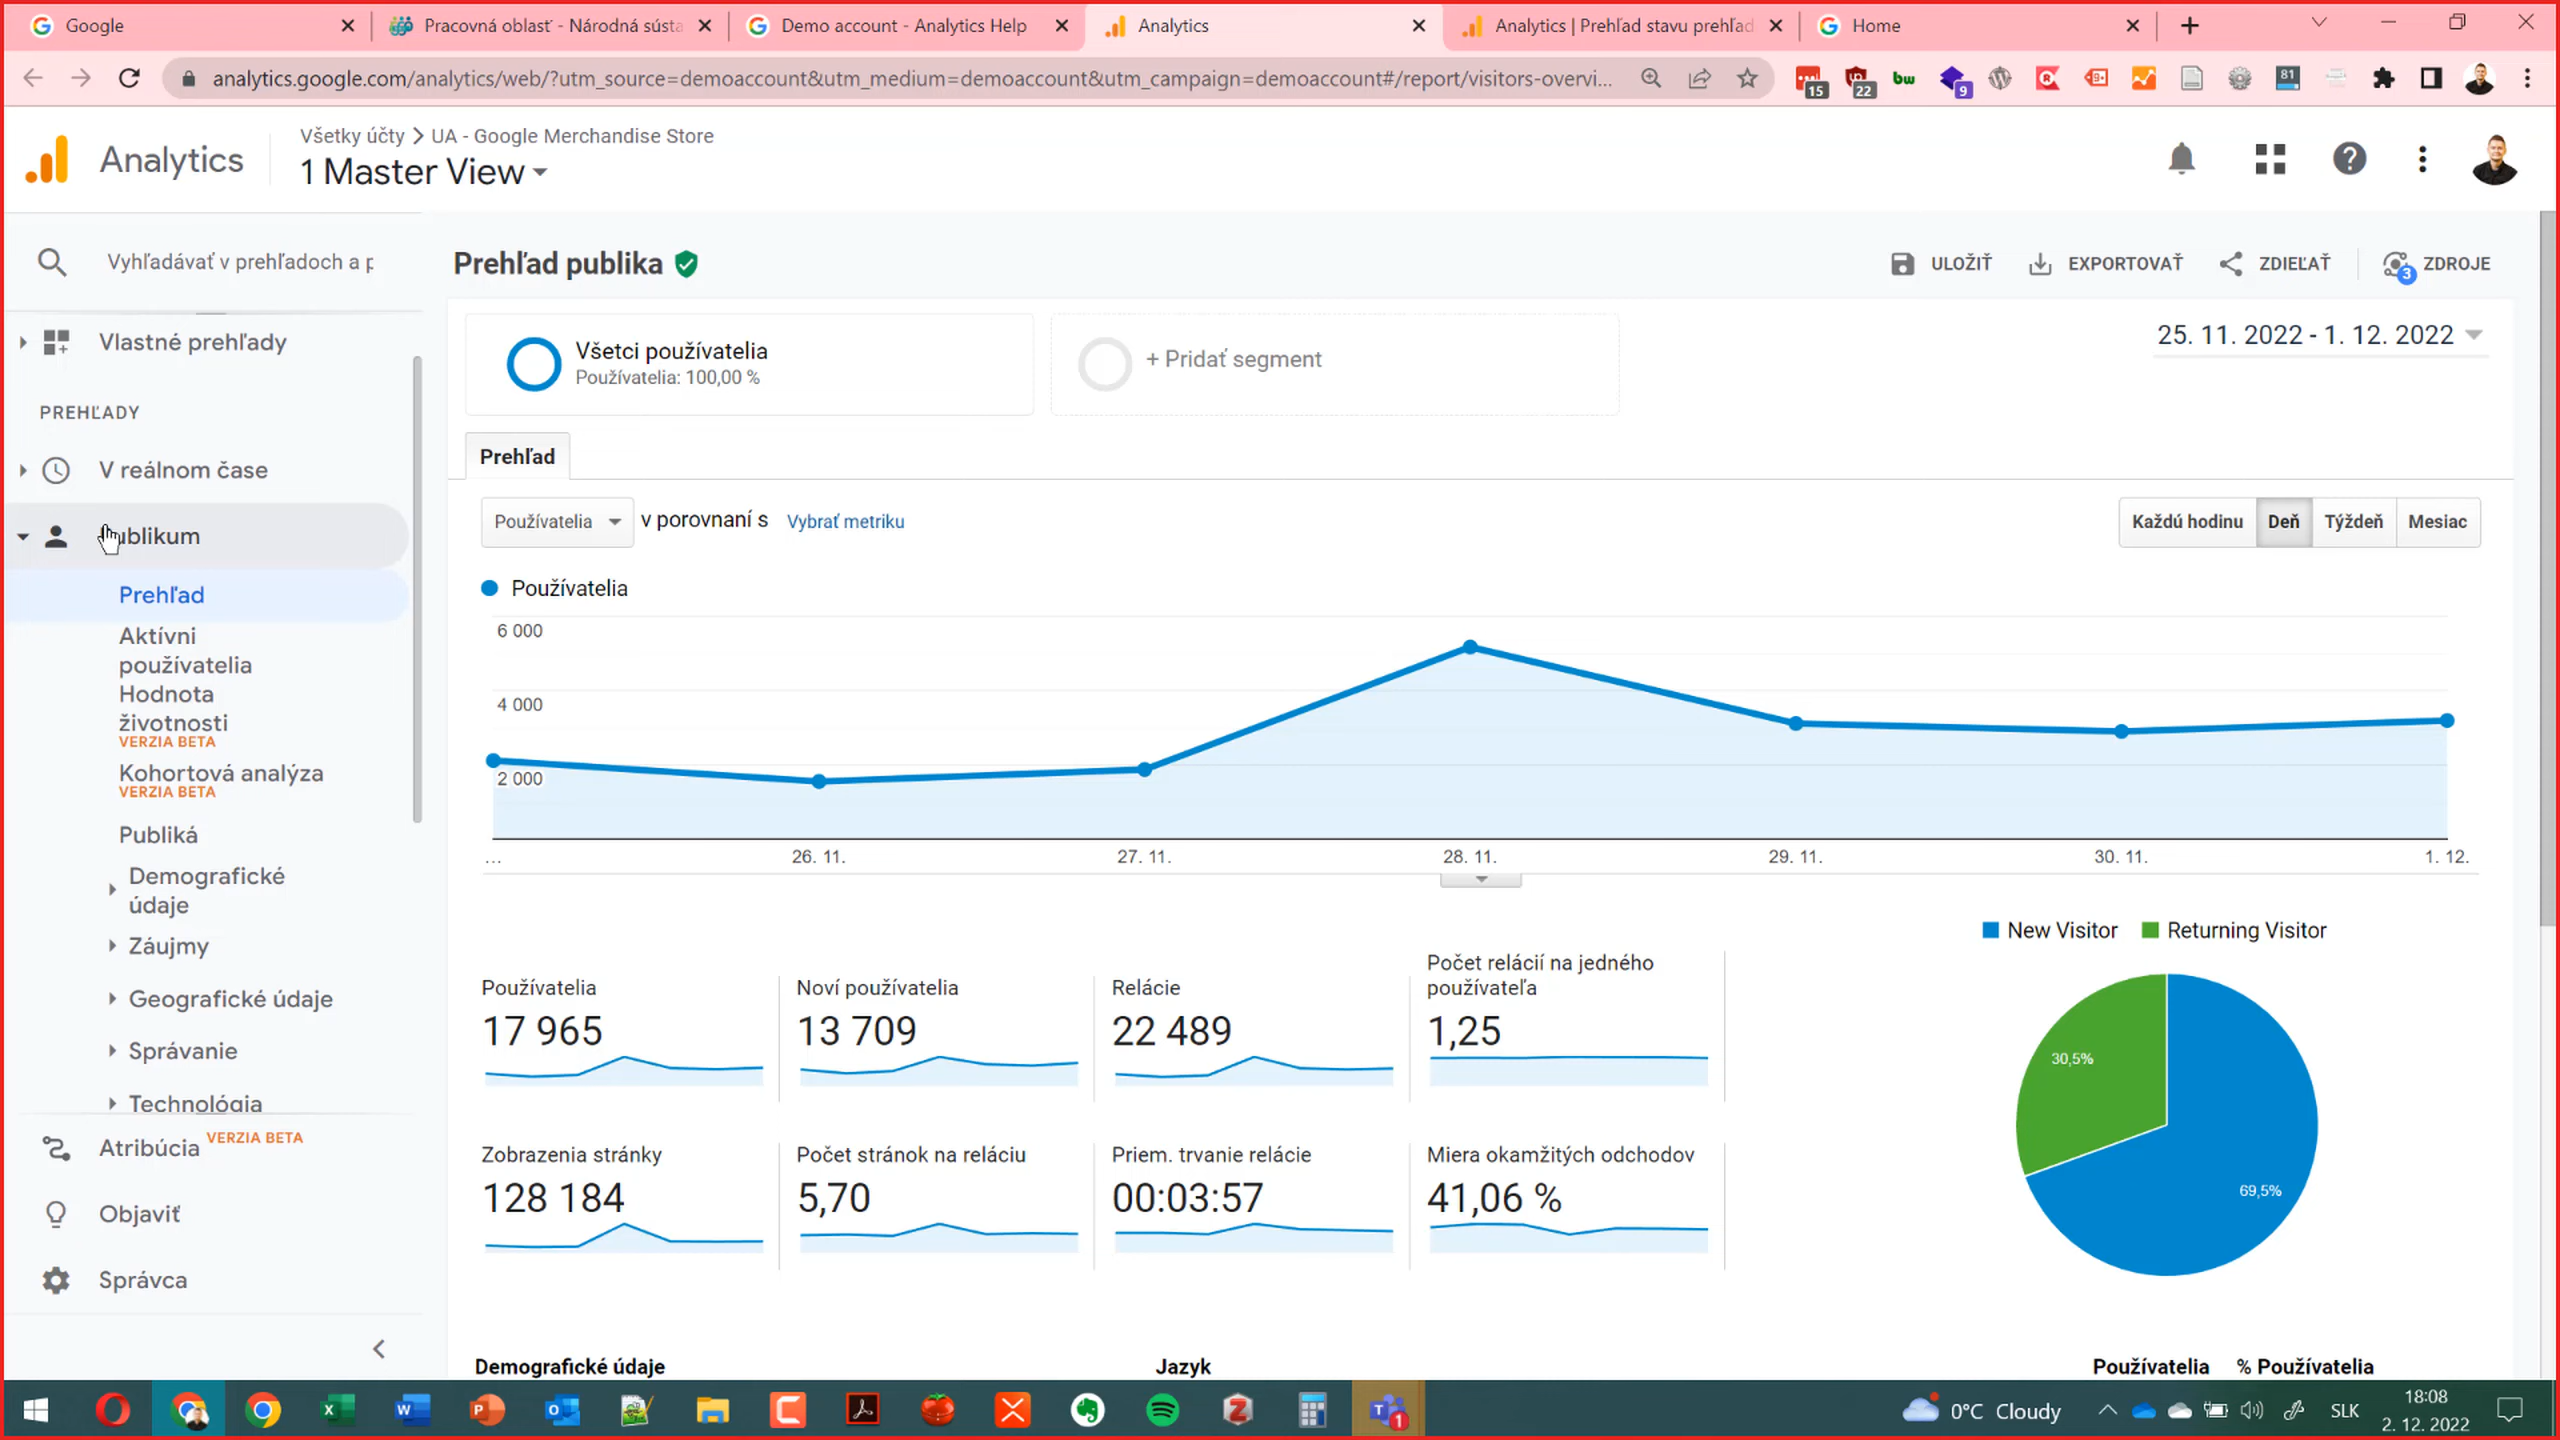 Google
Pracovná oblasť - Národná sústa
Demo account - Analytics Help
Analytics
Analytics | Prehľad stavu prehľad
Home
analytics.google.com/analytics/web/?utm_source=demoaccount&utm_medium=demoaccount&utm_campaign=demoaccount#/report/visitors-overvi...
15
22
bw
9
81
Analytics
Všetky účty > UA - Google Merchandise Store
1 Master View
Vyhľadávať v prehľadoch a p
Prehľad publika
ULOŽIŤ
EXPORTOVAŤ
ZDIEĽAŤ
3
ZDROJE
Vlastné prehľady
PREHĽADY
V reálnom čase
ublikum
Prehľad
Aktívni
používatelia
Hodnota
životnosti
VERZIA BETA
Kohortová analýza
VERZIA BETA
Publiká
Demografické
údaje
Záujmy
Geografické údaje
Správanie
Technológia
Atribúcia VERZIA BETA
Objaviť
Správca
Všetci používatelia
Používatelia: 100,00 %
+ Pridať segment
25. 11. 2022 - 1. 12. 2022
Prehľad
Používatelia
v porovnaní s
Vybrať metriku
Každú hodinu
Deň
Týždeň
Mesiac
Používatelia
6 000
4 000
2 000
...
26. 11.
27. 11.
28. 11.
29. 11.
30. 11.
1. 12.
New Visitor
Returning Visitor
30,5%
69,5%
Používatelia
17 965
Noví používatelia
13 709
Relácie
22 489
Počet relácií na jedného
používateľa
1,25
Zobrazenia stránky
128 184
Počet stránok na reláciu
5,70
Priem. trvanie relácie
00:03:57
Miera okamžitých odchodov
41,06 %
Demografické údaje
Jazyk
Používatelia
% Používatelia
1
0°C Cloudy
SLK
18:08
2. 12. 2022